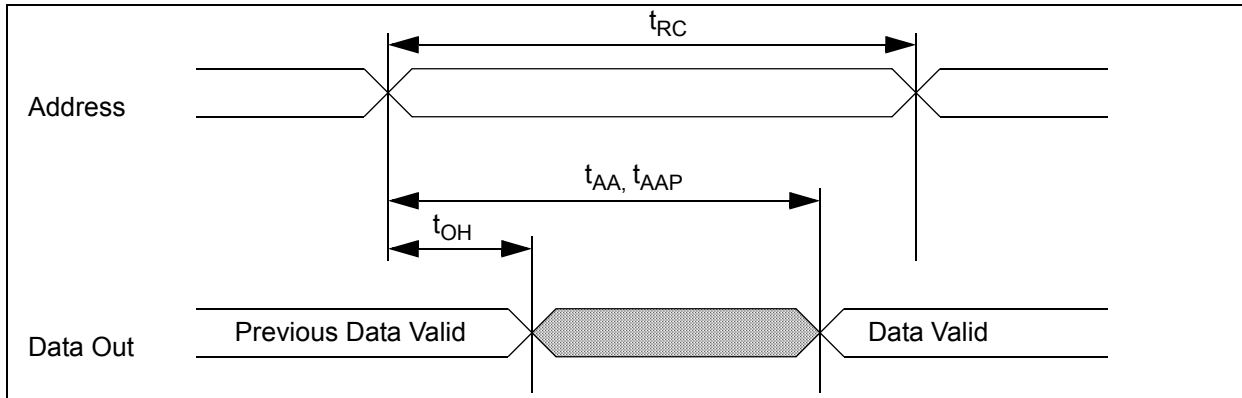 tRC
Address
tAA, tAAP
tOH
Data Out
Previous Data Valid
Data Valid